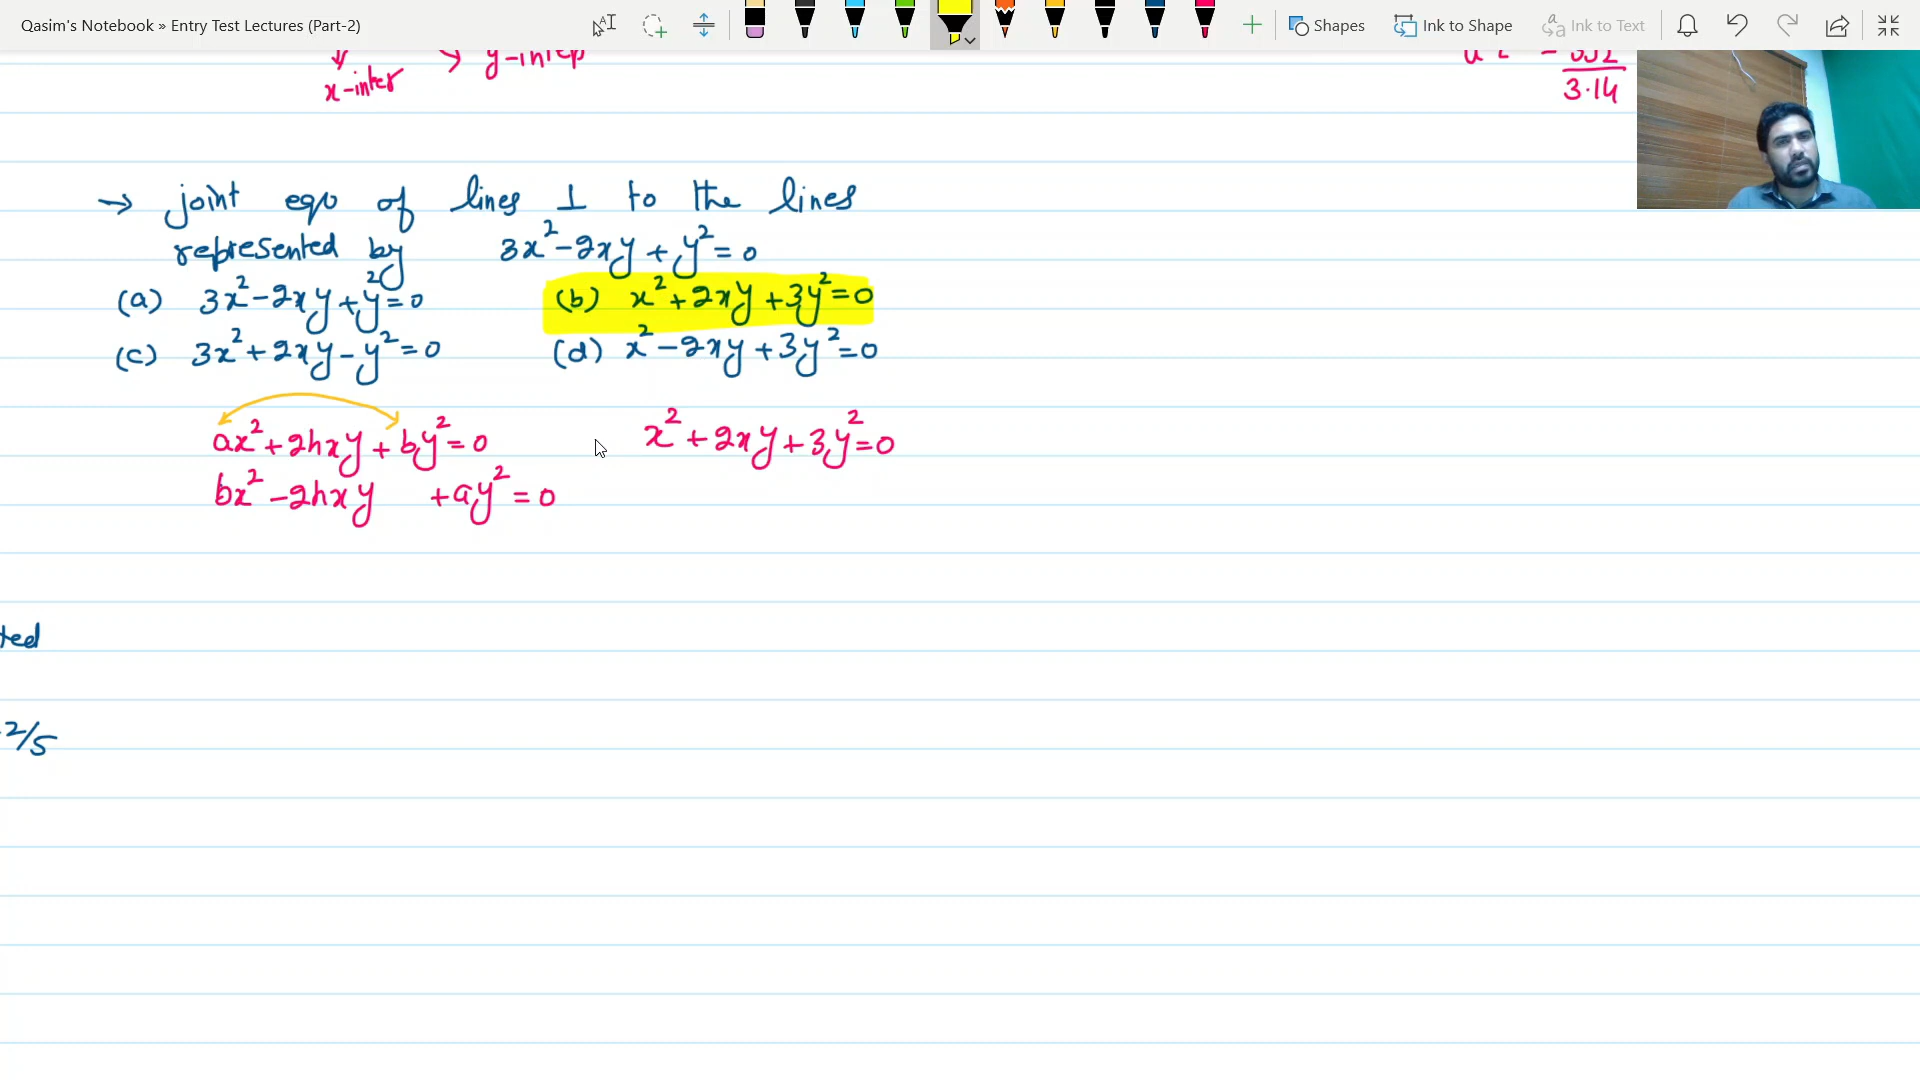 Qasim's Notebook » Entry Test Lectures (Part-2)
Shapes
Ink to Shape
Ink to Text
x-inter
y-intep
3.14
→ joint eqn of lines ⊥ to the lines
represented by 3x²-2xy+y²=0
(a) 3x²-2xy+y²=0 (b) x²+2xy+3y²=0
(c) 3x²+2xy-y²=0 (d) x²-2xy+3y²=0
ax²+2hxy+by²=0 x²+2xy+3y²=0
bx²-2hxy +ay²=0
ted
2/5